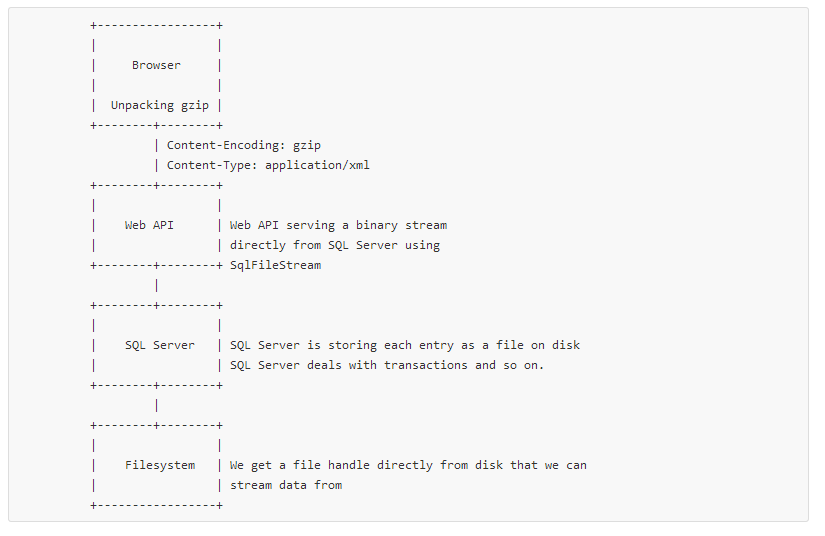 +-----------------+
|                 |
|     Browser     |
|                 |
|  Unpacking gzip |
+--------+--------+
         | Content-Encoding: gzip
         | Content-Type: application/xml
+--------+--------+
|                 |
|    Web API      | Web API serving a binary stream
|                 | directly from SQL Server using
+--------+--------+ SqlFileStream
         |
+--------+--------+
|                 |
|    SQL Server   | SQL Server is storing each entry as a file on disk
|                 | SQL Server deals with transactions and so on.
+--------+--------+
         |
+--------+--------+
|                 |
|    Filesystem   | We get a file handle directly from disk that we can
|                 | stream data from
+-----------------+